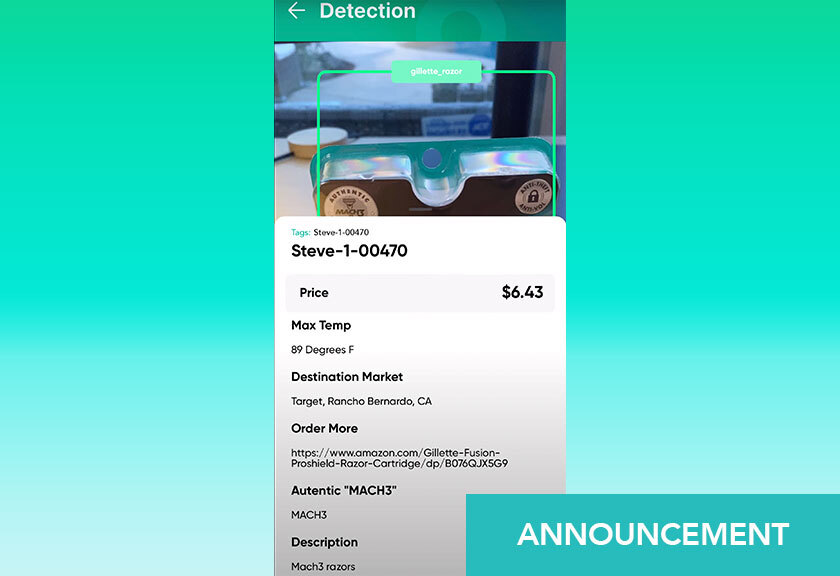 Detection
gillette_razor
AUTHENTIC
MACH3
ANTI-THEFT
Tags: Steve-1-00470
Steve-1-00470
Price $6.43
Max Temp
89 Degrees F
Destination Market
Target, Rancho Bernardo, CA
Order More
https://www.amazon.com/Gillette-Fusion-
Proshield-Razor-Cartridge/dp/B076QJX5G9
Autentic "MACH3"
MACH3
Description
Mach3 razors
ANNOUNCEMENT